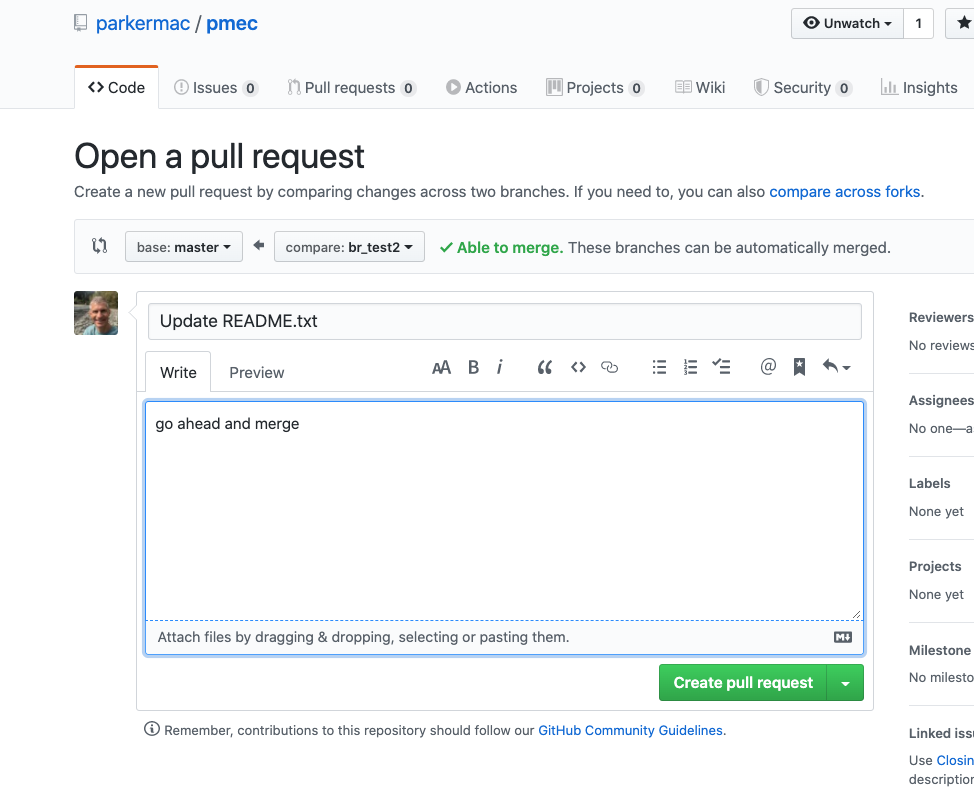 parkermac / pmec
Unwatch 1
Code Issues 0 Pull requests 0 Actions Projects 0 Wiki Security 0 Insights
Open a pull request
Create a new pull request by comparing changes across two branches. If you need to, you can also compare across forks.
base: master compare: br_test2 Able to merge. These branches can be automatically merged.
Update README.txt
Write Preview
go ahead and merge
Attach files by dragging & dropping, selecting or pasting them.
Create pull request
Remember, contributions to this repository should follow our GitHub Community Guidelines.
Reviewers
No reviews
Assignees
No one—a
Labels
None yet
Projects
None yet
Milestone
No milesto
Linked issu
Use Closin
description